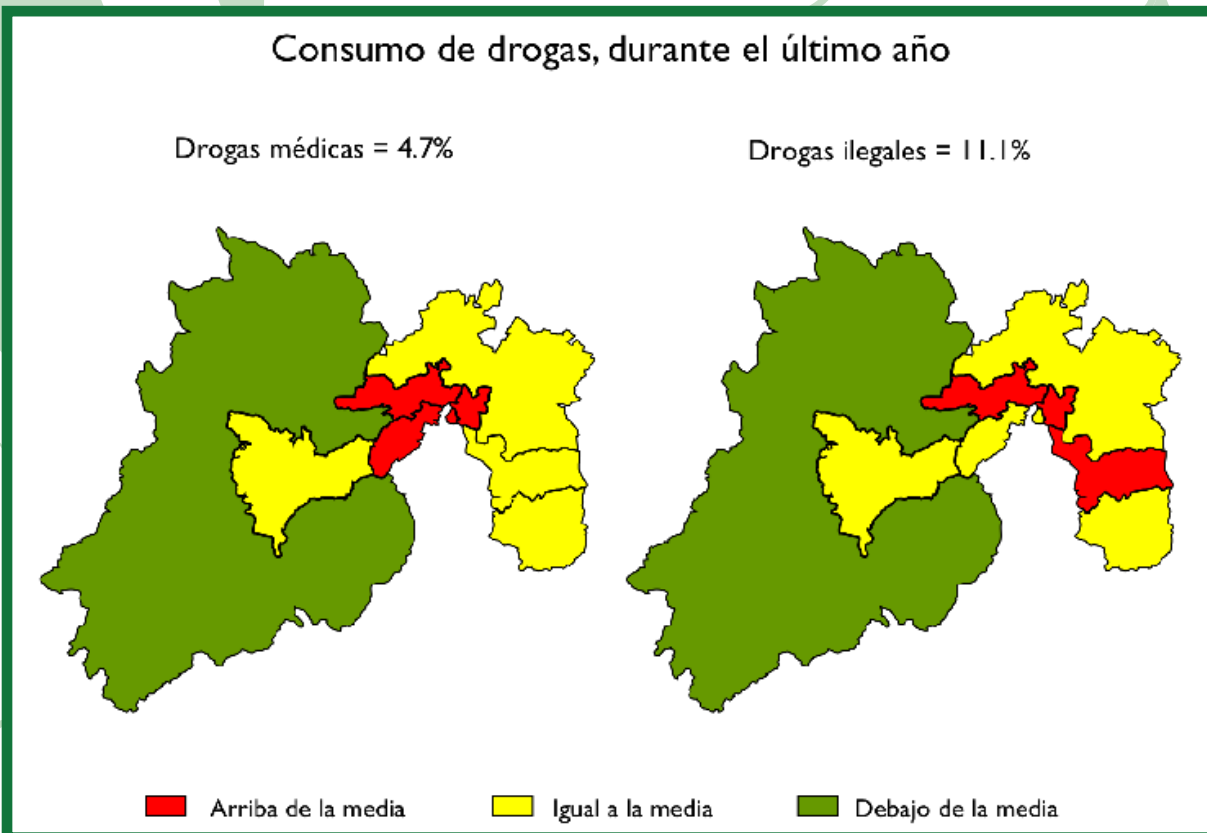 Consumo de drogas, durante el último año
Drogas médicas = 4.7%
Drogas ilegales = 11.1%
Arriba de la media
Igual a la media
Debajo de la media